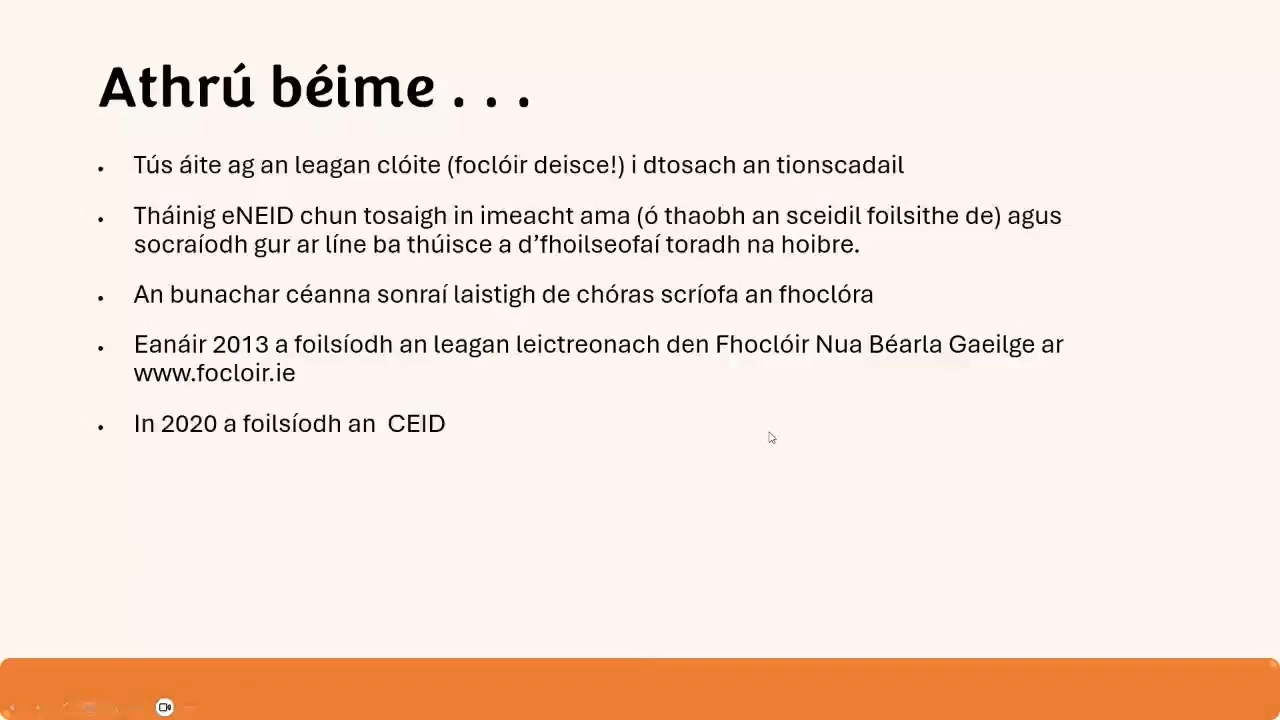 Athrú béime . . .
• Tús áite ag an leagan clóite (foclóir deisce!) i dtosach an tionscadail
• Tháinig eNEID chun tosaigh in imeacht ama (ó thaobh an sceidil foilsithe de) agus
socraíodh gur ar líne ba thúisce a d’fhoilseofaí toradh na hoibre.
• An bunachar céanna sonraí laistigh de chóras scríofa an fhoclóra
• Eanáir 2013 a foilsíodh an leagan leictreonach den Fhoclóir Nua Béarla Gaeilge ar
www.focloir.ie
• In 2020 a foilsíodh an  CEID